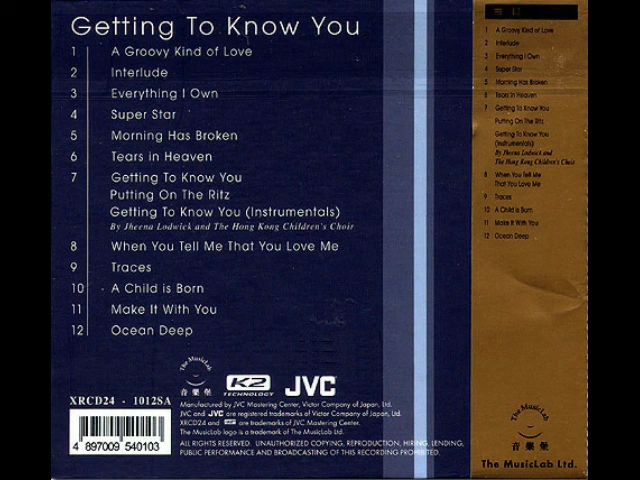 Getting To Know You
1 A Groovy Kind of Love
2 Interlude
3 Everything I Own
4 Super Star
5 Morning Has Broken
6 Tears in Heaven
7 Getting To Know You
Putting On The Ritz
Getting To Know You (Instrumentals)
By Jheena Lodwick and The Hong Kong Children's Choir
8 When You Tell Me That You Love Me
9 Traces
10 A Child is Born
11 Make It With You
12 Ocean Deep
The MusicLab
音樂堡
K2
TECHNOLOGY
JVC
XRCD24 - 1012SA
4 897009 540103
Manufactured by JVC Mastering Center, Victor Company of Japan, Ltd.
JVC and JVC are registered trademarks of Victor Company of Japan, Ltd.
XRCD24 and K2 are trademarks of JVC Mastering Center.
The MusicLab logo is a trademark of The MusicLab Ltd.
ALL RIGHTS RESERVED. UNAUTHORIZED COPYING, REPRODUCTION, HIRING, LENDING,
PUBLIC PERFORMANCE AND BROADCASTING OF THIS RECORDING PROHIBITED.
1 A Groovy Kind of Love
2 Interlude
3 Everything I Own
4 Super Star
5 Morning Has Broken
6 Tears in Heaven
7 Getting To Know You
Putting On The Ritz
Getting To Know You
(Instrumentals)
By Jheena Lodwick and
The Hong Kong Children's Choir
8 When You Tell Me
That You Love Me
9 Traces
10 A Child is Born
11 Make It With You
12 Ocean Deep
The MusicLab
音樂堡
The MusicLab Ltd.